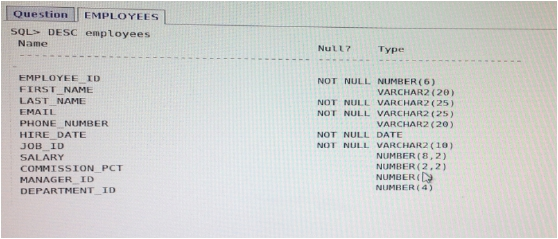 Question EMPLOYEES
SQL> DESC employees
Name Null? Type
EMPLOYEE_ID NOT NULL NUMBER(6)
FIRST_NAME VARCHAR2(20)
LAST_NAME NOT NULL VARCHAR2(25)
EMAIL NOT NULL VARCHAR2(25)
PHONE_NUMBER VARCHAR2(20)
HIRE_DATE NOT NULL DATE
JOB_ID NOT NULL VARCHAR2(10)
SALARY NUMBER(8,2)
COMMISSION_PCT NUMBER(2,2)
MANAGER_ID NUMBER(
DEPARTMENT_ID NUMBER(4)